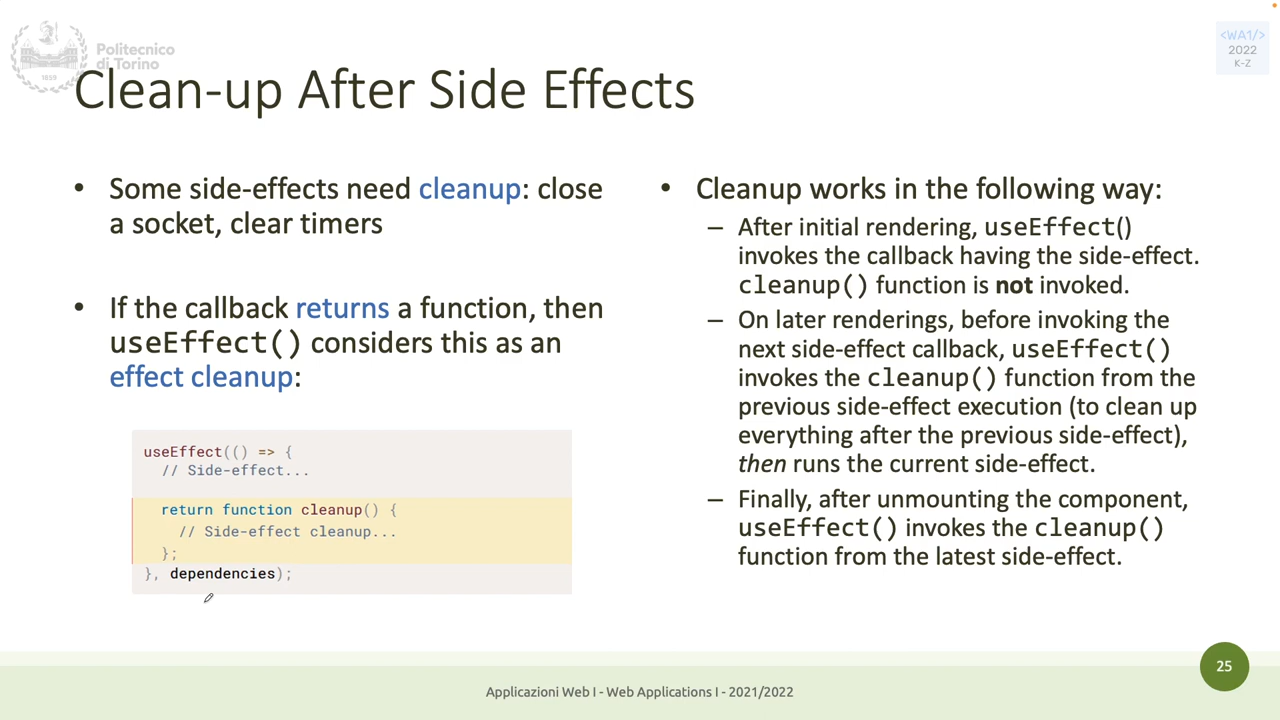 Politecnico
di Torino
1859
<WA1/>
2022
K-Z
Clean-up After Side Effects
• Some side-effects need cleanup: close
a socket, clear timers
• If the callback returns a function, then
useEffect() considers this as an
effect cleanup:
useEffect(() => {
// Side-effect...
return function cleanup() {
// Side-effect cleanup...
};
}, dependencies);
• Cleanup works in the following way:
– After initial rendering, useEffect()
invokes the callback having the side-effect.
cleanup() function is not invoked.
– On later renderings, before invoking the
next side-effect callback, useEffect()
invokes the cleanup() function from the
previous side-effect execution (to clean up
everything after the previous side-effect),
then runs the current side-effect.
– Finally, after unmounting the component,
useEffect() invokes the cleanup()
function from the latest side-effect.
25
Applicazioni Web I - Web Applications I - 2021/2022